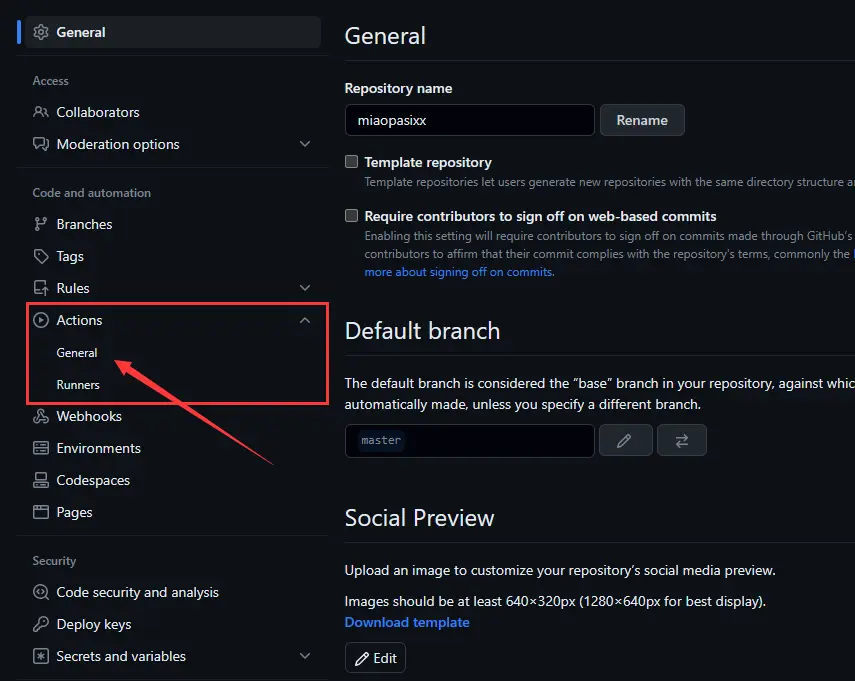 General
Access
Collaborators
Moderation options
Code and automation
Branches
Tags
Rules
Actions
General
Runners
Webhooks
Environments
Codespaces
Pages
Security
Code security and analysis
Deploy keys
Secrets and variables
General
Repository name
miaopasixx
Rename
Template repository
Template repositories let users generate new repositories with the same directory structure
Require contributors to sign off on web-based commits
Enabling this setting will require contributors to sign off on commits made through GitHub's
contributors to affirm that their commit complies with the repository's terms, commonly the
more about signing off on commits.
Default branch
The default branch is considered the "base" branch in your repository, against
automatically made, unless you specify a different branch.
master
Social Preview
Upload an image to customize your repository's social media preview.
Images should be at least 640×320px (1280×640px for best display).
Download template
Edit